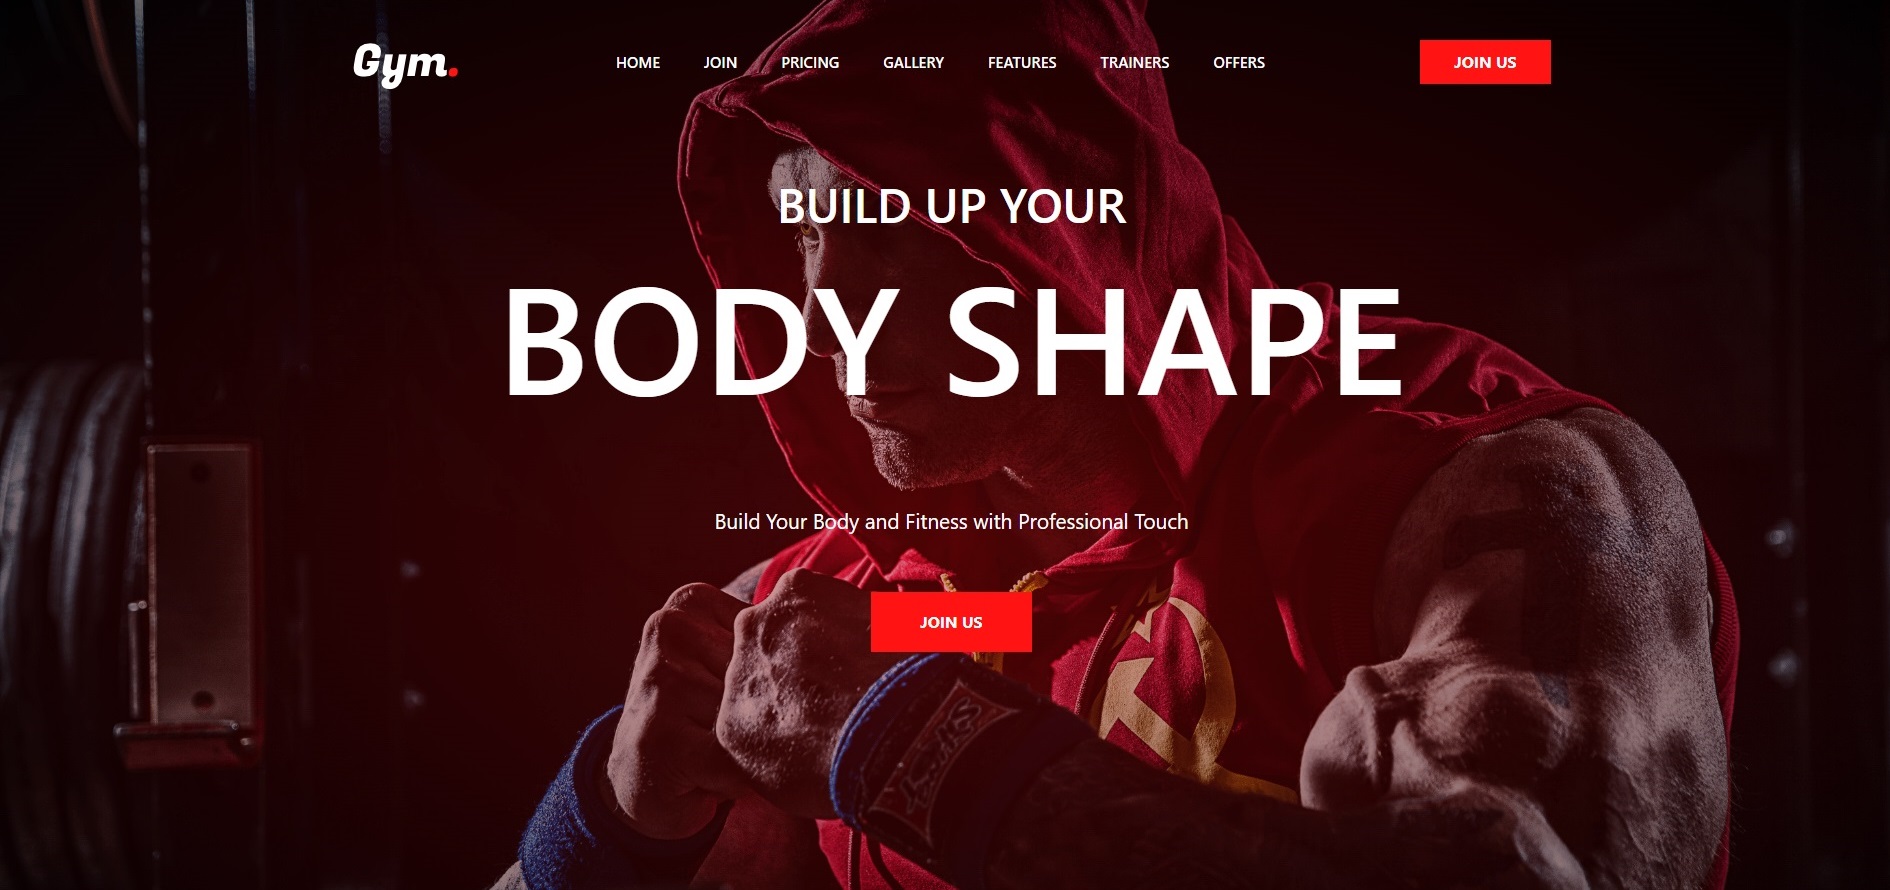 Gym.
HOME
JOIN
PRICING
GALLERY
FEATURES
TRAINERS
OFFERS
JOIN US
BUILD UP YOUR
BODY SHAPE
Build Your Body and Fitness with Professional Touch
JOIN US